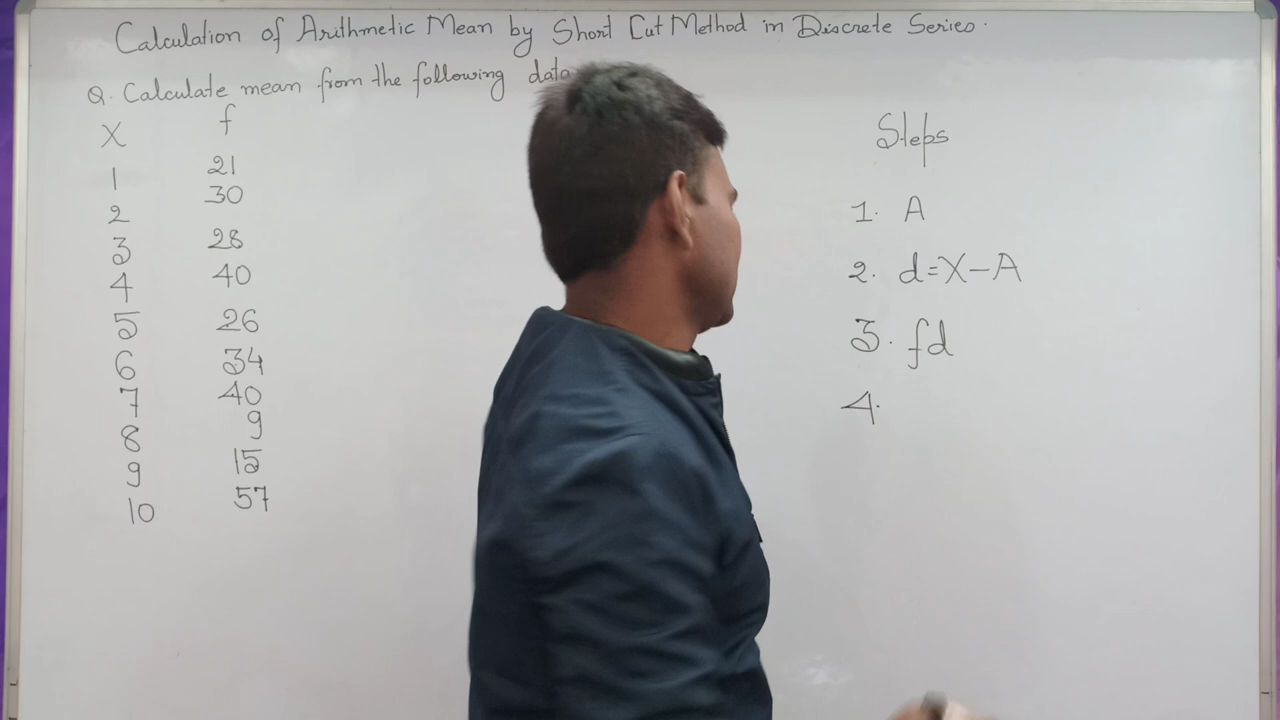 Calculation of Arithmetic Mean by Short Cut Method in Discrete Series.
Q. Calculate mean from the following data
X f
1 21
2 30
3 28
4 40
5 26
6 34
7 40
8 9
9 15
10 57
Steps
1. A
2. d=X-A
3. fd
4.